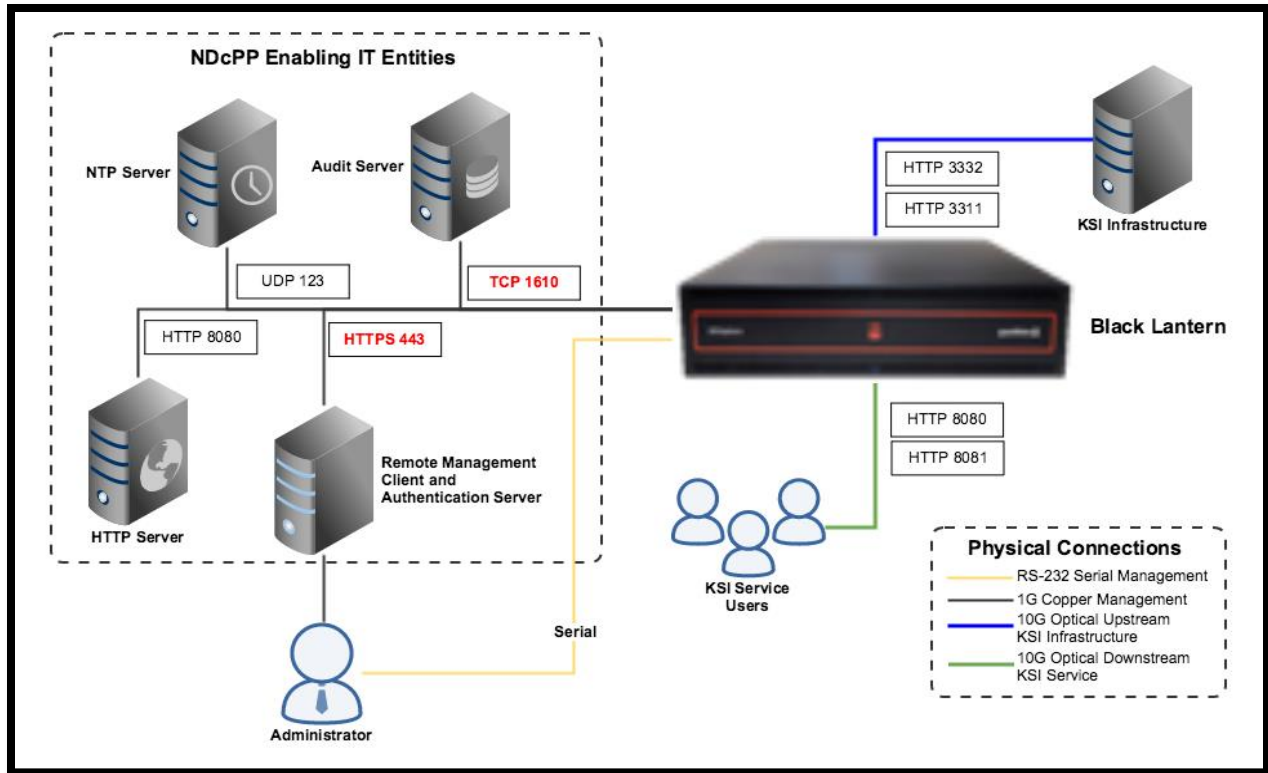 NDcPP Enabling IT Entities
NTP Server
Audit Server
UDP 123
TCP 1610
HTTP 8080
HTTPS 443
HTTP Server
Remote Management
Client and
Authentication Server
Administrator
Serial
HTTP 3332
HTTP 3311
KSI Infrastructure
Black Lantern
HTTP 8080
HTTP 8081
KSI Service
Users
Physical Connections
RS-232 Serial Management
1G Copper Management
10G Optical Upstream
KSI Infrastructure
10G Optical Downstream
KSI Service